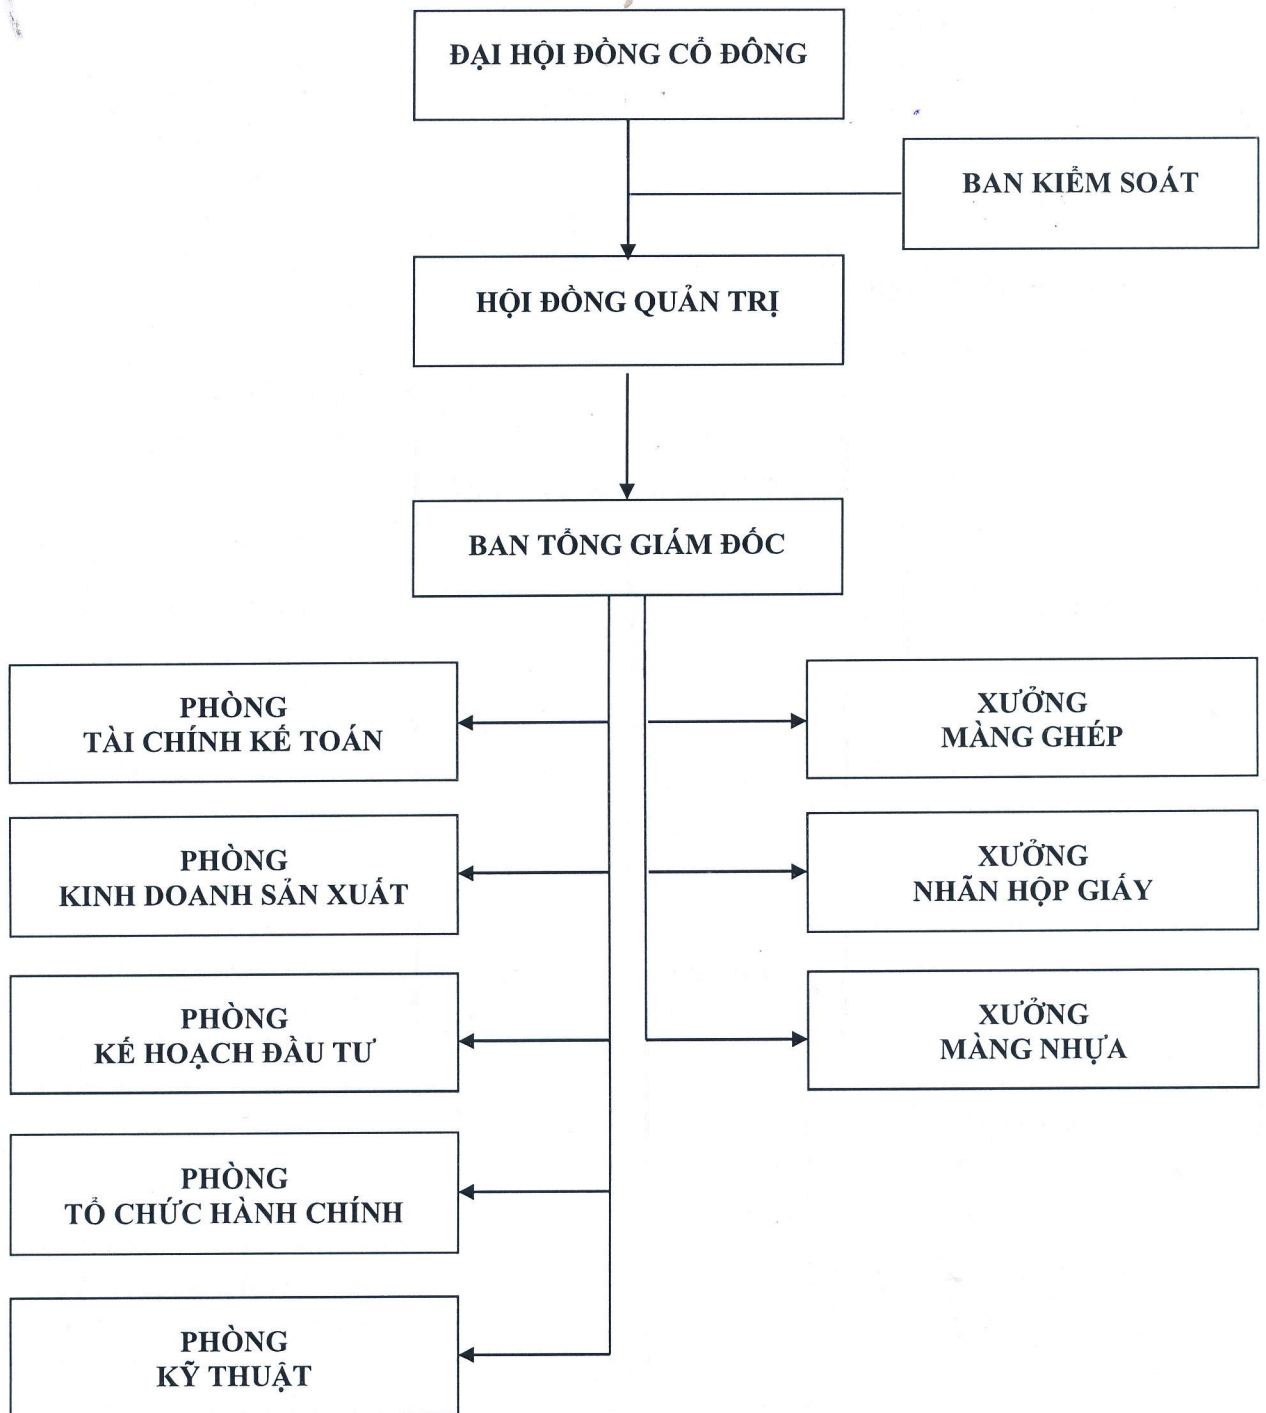 ĐẠI HỘI ĐỒNG CỔ ĐÔNG
BAN KIỂM SOÁT
HỘI ĐỒNG QUẢN TRỊ
BAN TỔNG GIÁM ĐỐC
PHÒNG
TÀI CHÍNH KẾ TOÁN
XƯỞNG
MÀNG GHÉP
PHÒNG
KINH DOANH SẢN XUẤT
XƯỞNG
NHÃN HỘP GIẤY
PHÒNG
KẾ HOẠCH ĐẦU TƯ
XƯỞNG
MÀNG NHỰA
PHÒNG
TỔ CHỨC HÀNH CHÍNH
PHÒNG
KỸ THUẬT